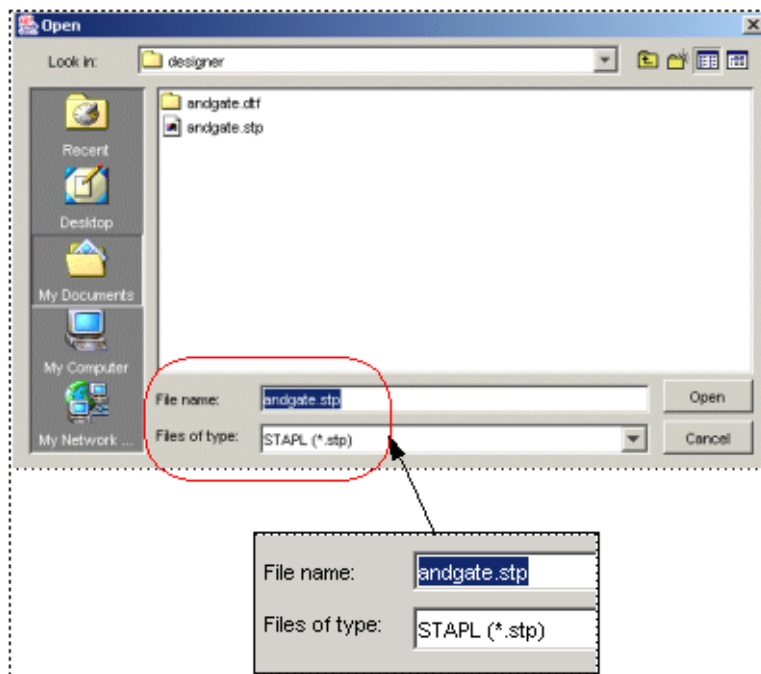 Open
Look in: designer
andgate.dtf
andgate.stp
Recent
Desktop
My Documents
My Computer
My Network ...
File name: andgate.stp Open
Files of type: STAPL (*.stp) Cancel
File name: andgate.stp
Files of type: STAPL (*.stp)